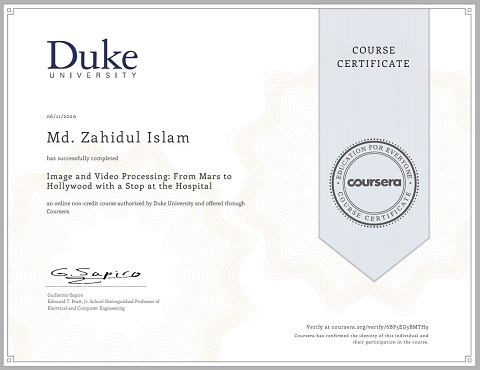 Duke
UNIVERSITY
COURSE
CERTIFICATE
06/11/2020
Md. Zahidul Islam
has successfully completed
Image and Video Processing: From Mars to
Hollywood with a Stop at the Hospital
an online non-credit course authorized by Duke University and offered through
Coursera
EDUCATION FOR EVERYONE
coursera
COURSE CERTIFICATE
G. Sapiro
Guillermo Sapiro
Edmund T. Pratt, Jr. School Distinguished Professor of
Electrical and Computer Engineering
Verify at coursera.org/verify/6BP5EG5BMTH9
Coursera has confirmed the identity of this individual and
their participation in the course.